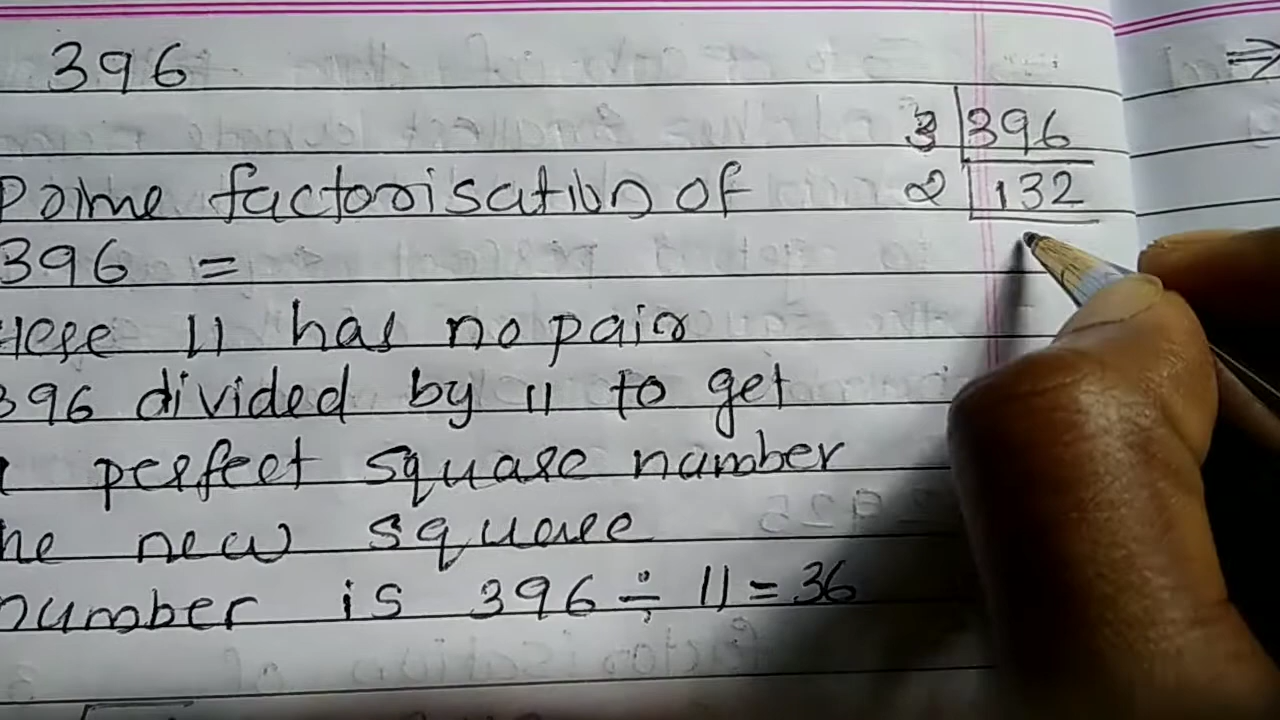 396
3 | 396
Prime factorisation of
2 | 132
396 =
Here 11 has no pair
396 divided by 11 to get
perfect square number
he new square
number is 396 ÷ 11 = 36